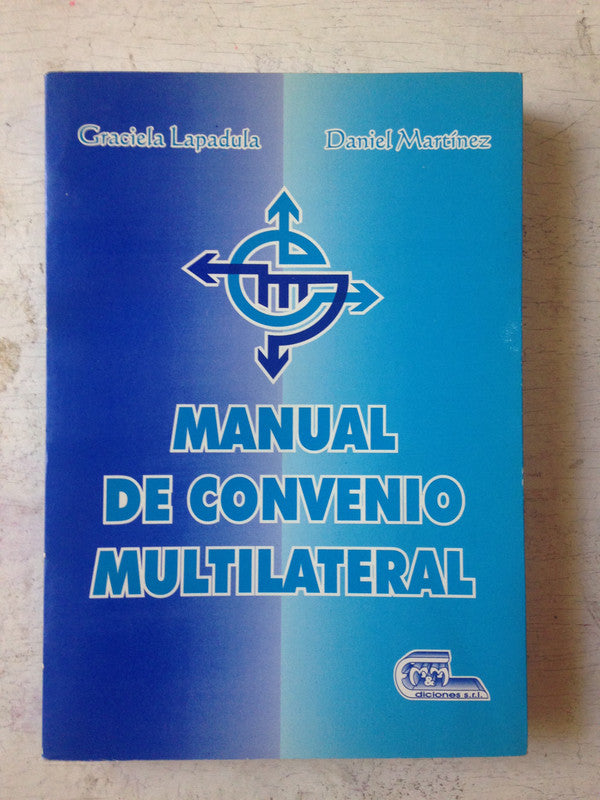 Graciela Lapadula
Daniel Martínez
MANUAL
DE CONVENIO
MULTILATERAL
M&M
diciones s.r.l.